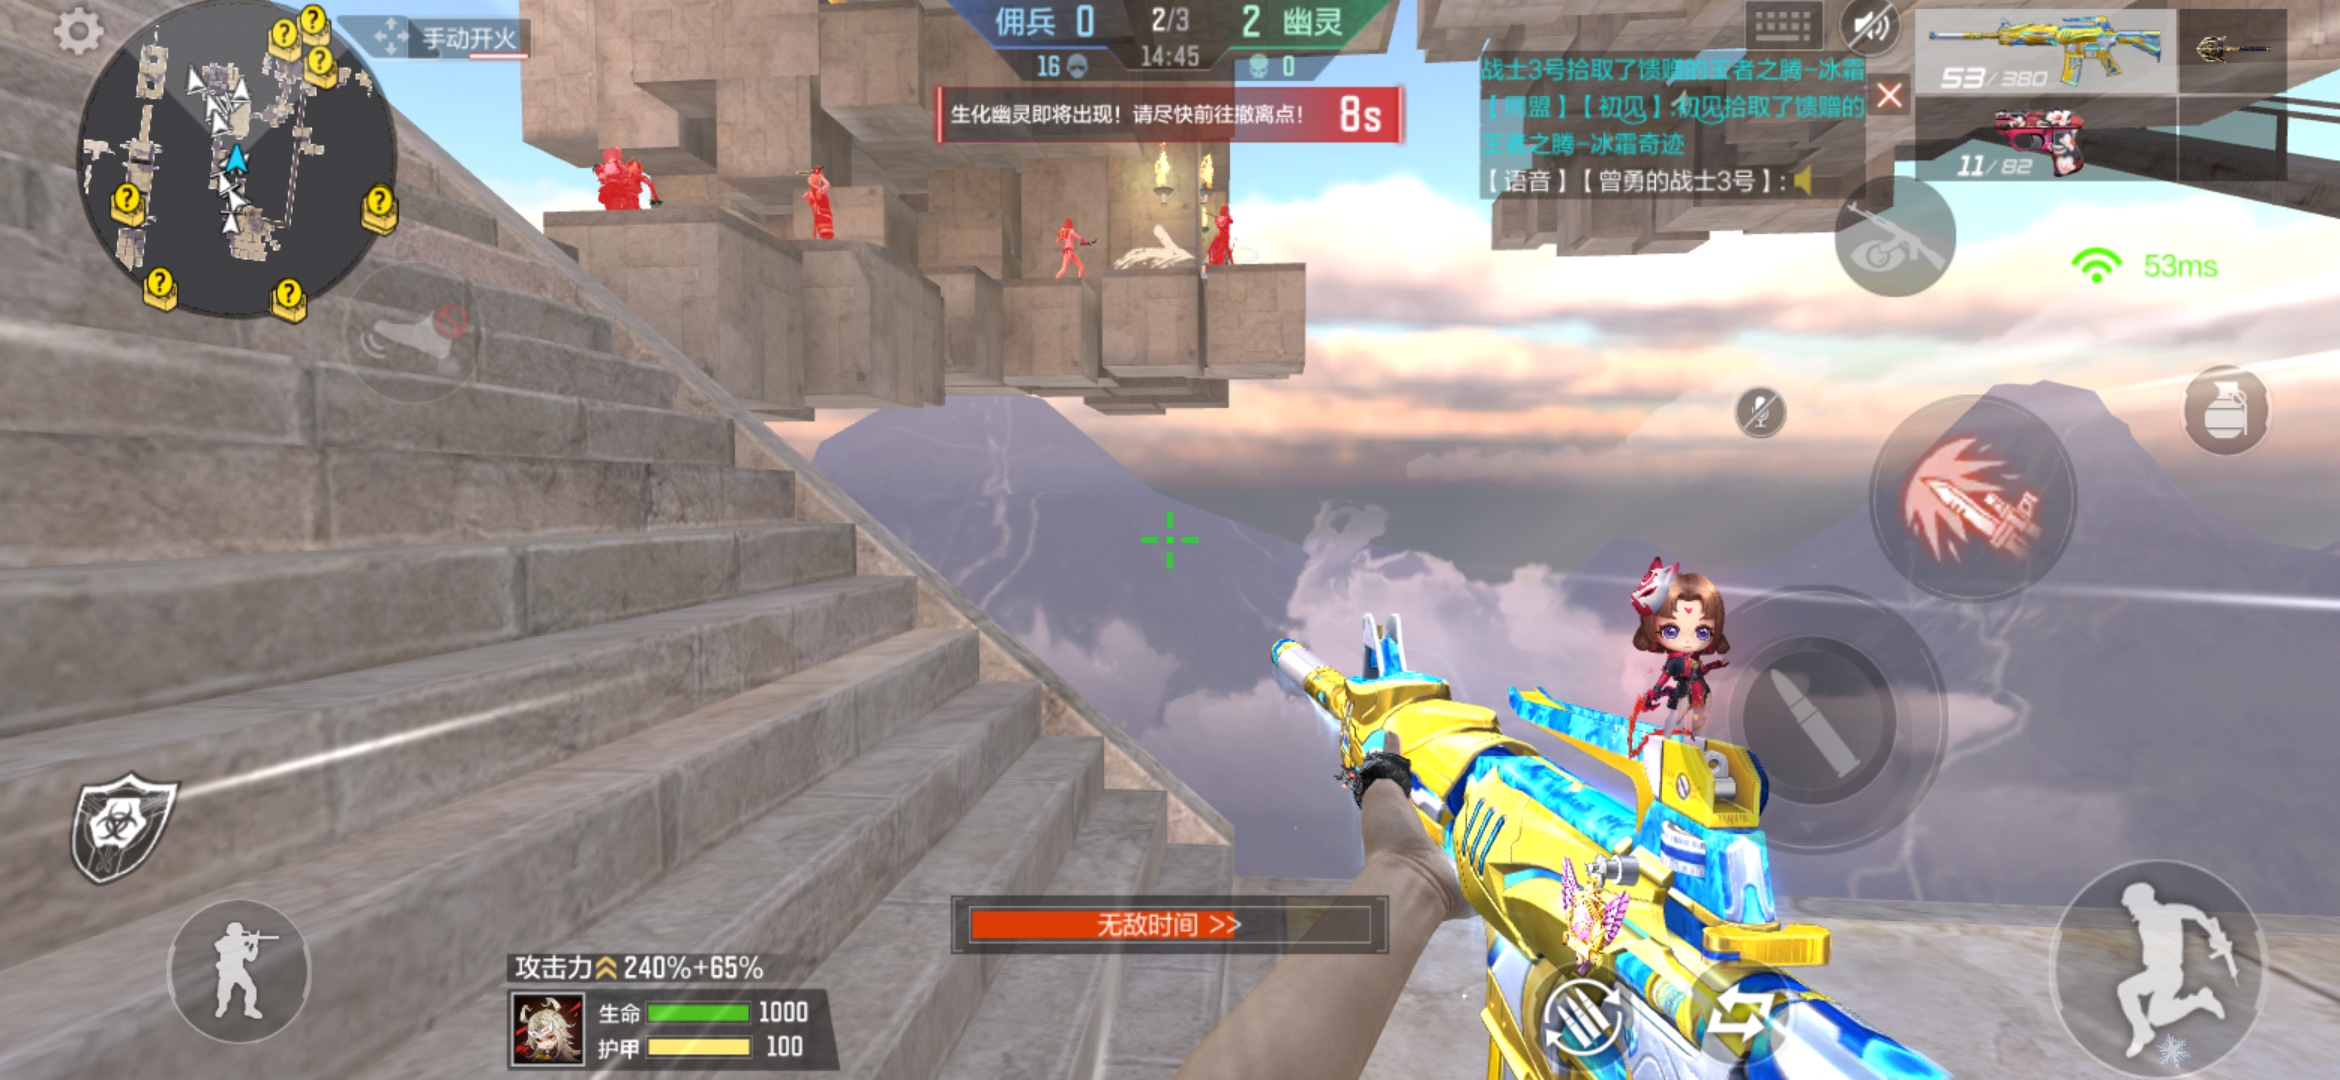 手动开火
佣兵 0 2/3 2 幽灵
16 14:45 0
生化幽灵即将出现！请尽快前往撤离点！ 8s
战士3号拾取了馈赠的王者之腾-冰霜
【周盟】【初见】:初见拾取了馈赠的
王者之腾-冰霜奇迹
【语音】【曾勇的战士3号】:
53/380
11/82
53ms
无敌时间 >>
攻击力 240%+65%
生命 1000
护甲 100